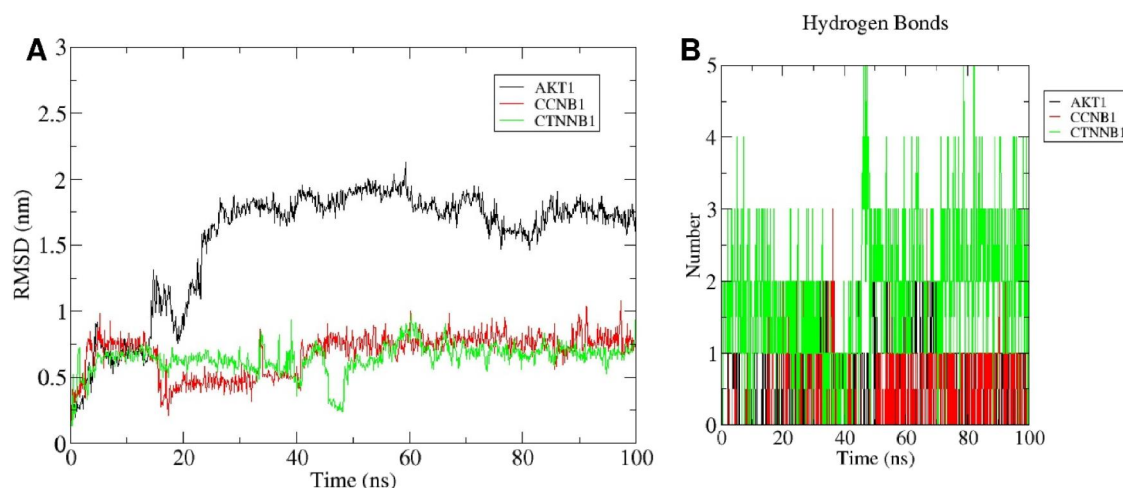 A
3
2.5
2
1.5
1
0.5
0
RMSD (nm)
AKT1
CCNB1
CTNNB1
0 20 40 60 80 100
Time (ns)
Hydrogen Bonds
B
5
4
3
2
1
0
Number
AKT1
CCNB1
CTNNB1
0 20 40 60 80 100
Time (ns)